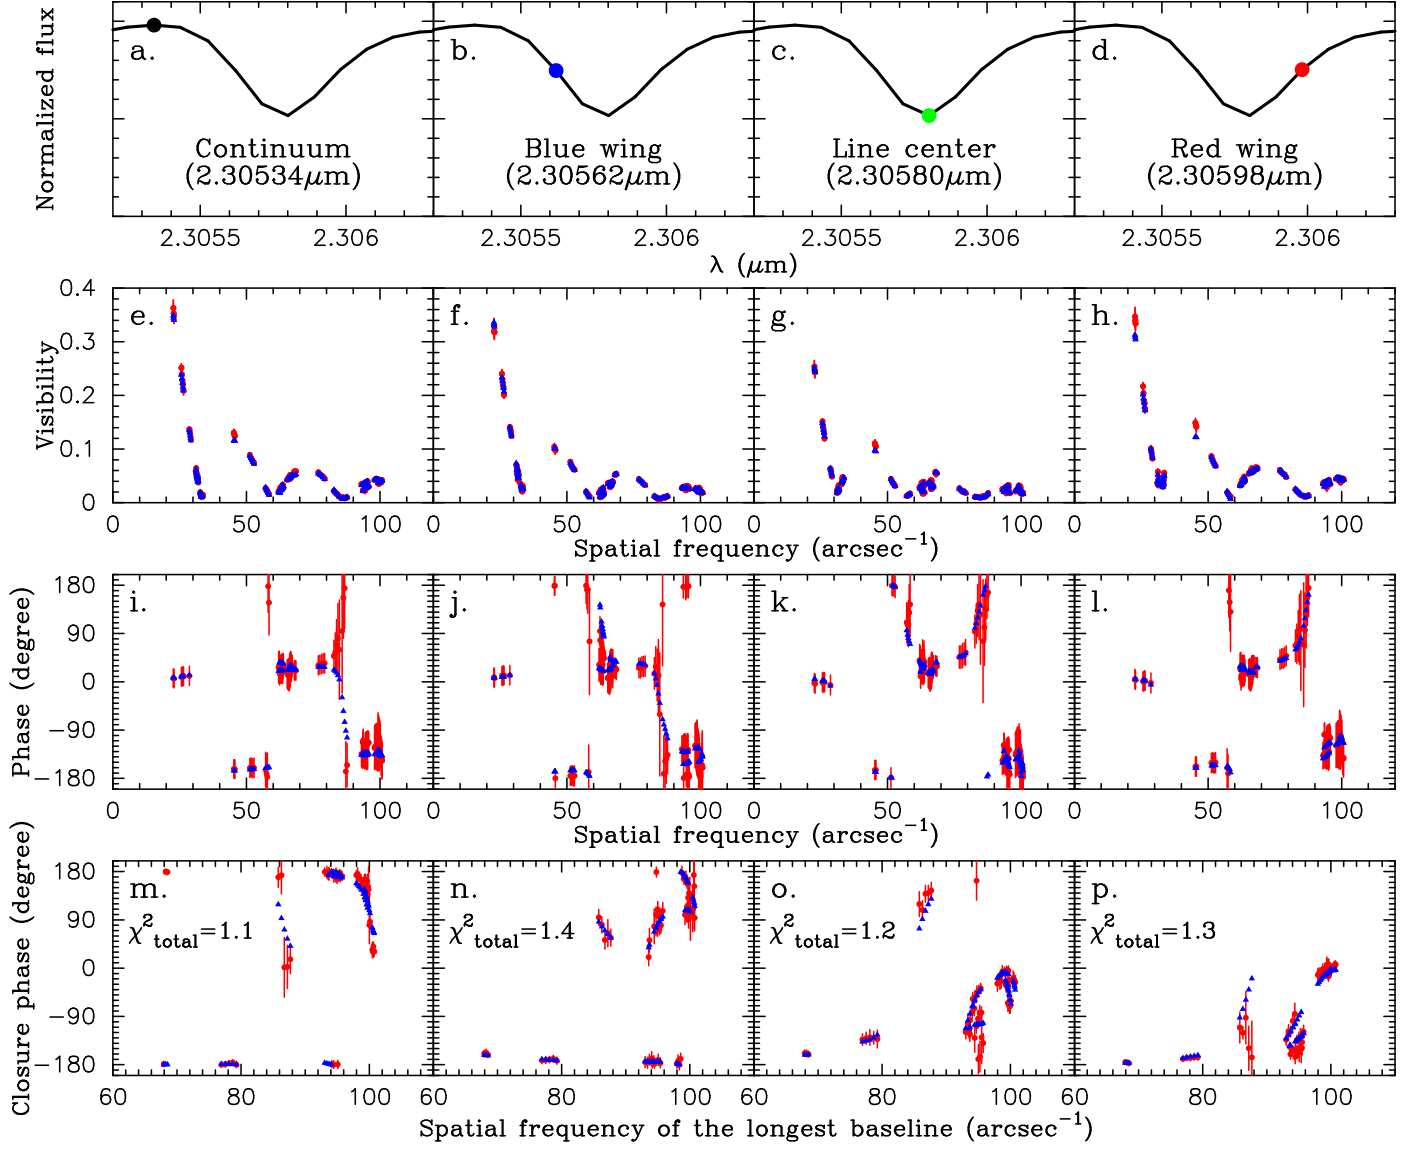 Normalized flux
a.
b.
c.
d.
Continuum
(2.30534μm)
Blue wing
(2.30562μm)
Line center
(2.30580μm)
Red wing
(2.30598μm)
2.3055 2.306 2.3055 2.306 2.3055 2.306 2.3055 2.306
λ (μm)
Visibility
0.4
0.3
0.2
0.1
0
e.
f.
g.
h.
0 50 100 0 50 100 0 50 100 0 50 100
Spatial frequency (arcsec⁻¹)
Phase (degree)
180
90
0
−90
−180
i.
j.
k.
l.
0 50 100 0 50 100 0 50 100 0 50 100
Spatial frequency (arcsec⁻¹)
Closure phase (degree)
180
90
0
−90
−180
m.
χ²total=1.1
n.
χ²total=1.4
o.
χ²total=1.2
p.
χ²total=1.3
60 80 100 60 80 100 60 80 100 60 80 100
Spatial frequency of the longest baseline (arcsec⁻¹)